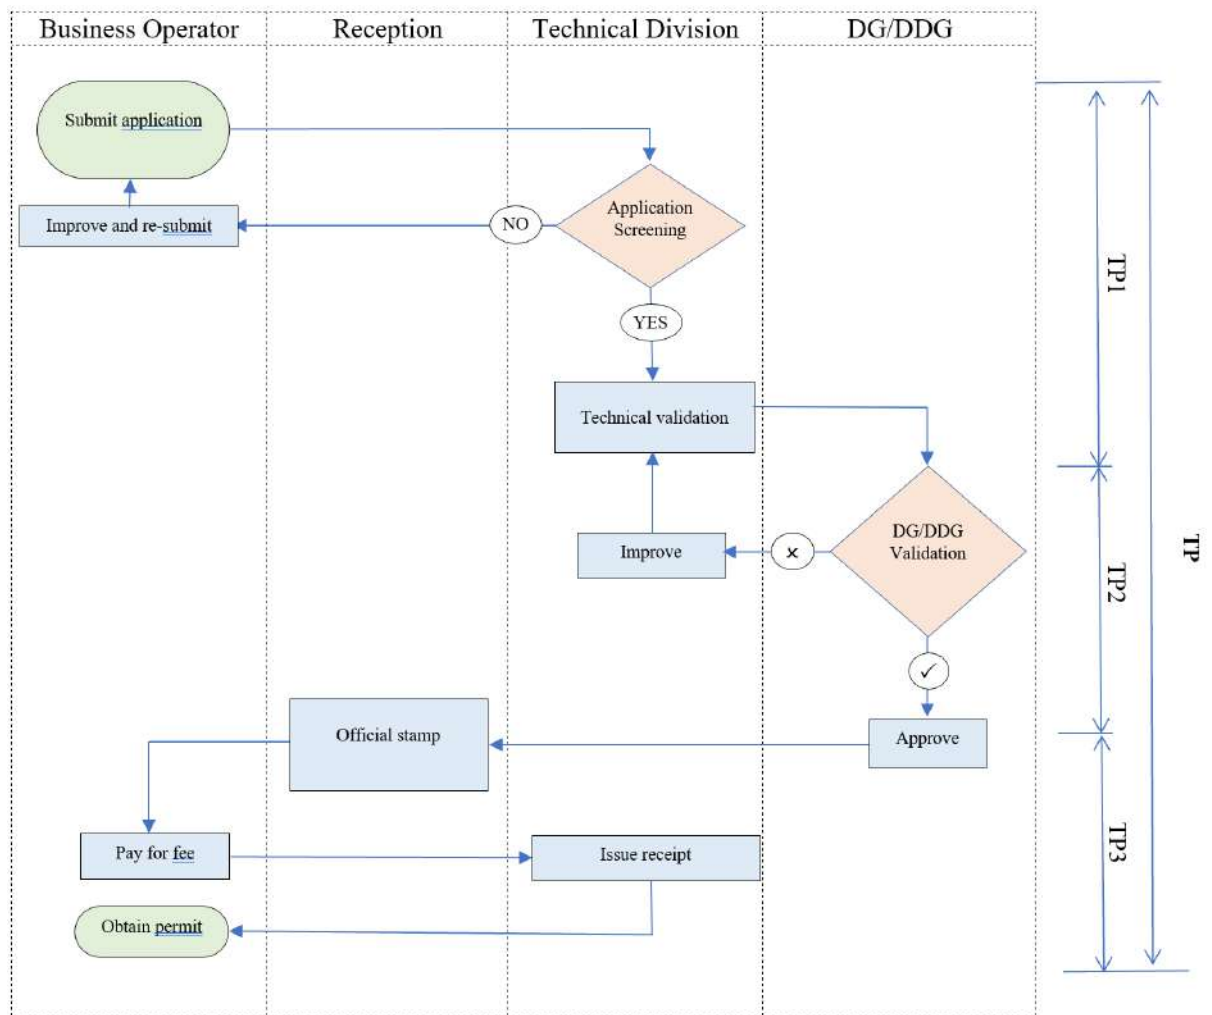 Business Operator
Reception
Technical Division
DG/DDG
Submit application
Application
Screening
Improve and re-submit
NO
YES
TP1
Technical validation
DG/DDG
Validation
Improve
x
TP2
TP
✓
Official stamp
Approve
Pay for fee
Issue receipt
TP3
Obtain permit